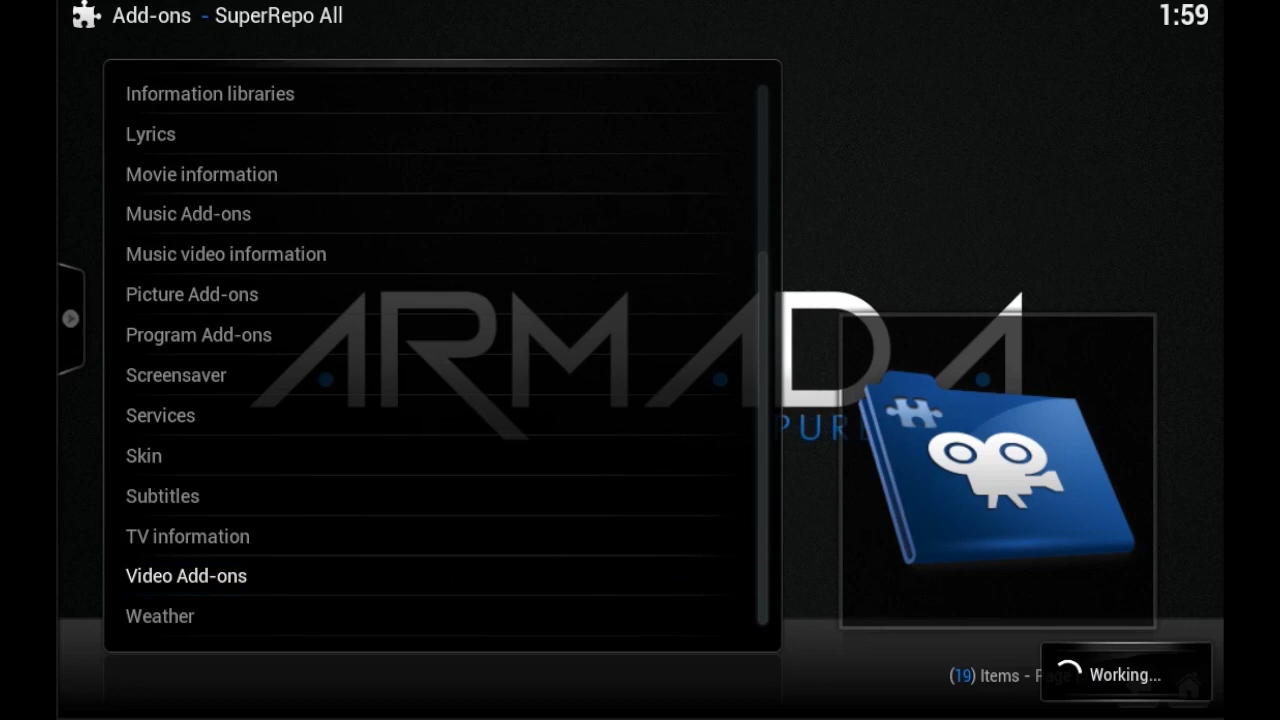 Add-ons - SuperRepo All
1:59
Information libraries
Lyrics
Movie information
Music Add-ons
Music video information
Picture Add-ons
Program Add-ons
Screensaver
Services
Skin
Subtitles
TV information
Video Add-ons
Weather
ARMADA
PUR
(19) Items -
Working...